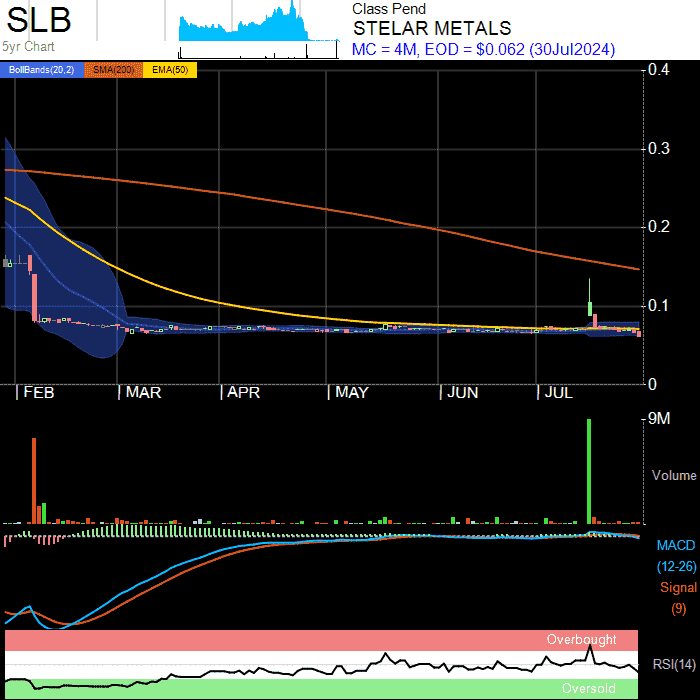 SLB
5yr Chart
Class Pend
STELAR METALS
MC = 4M, EOD = $0.062 (30Jul2024)
BollBands(20,2) SMA(200) EMA(50)
0.4
0.3
0.2
0.1
0
FEB MAR APR MAY JUN JUL
9M
Volume
MACD
(12-26)
Signal
(9)
Overbought
RSI(14)
Oversold